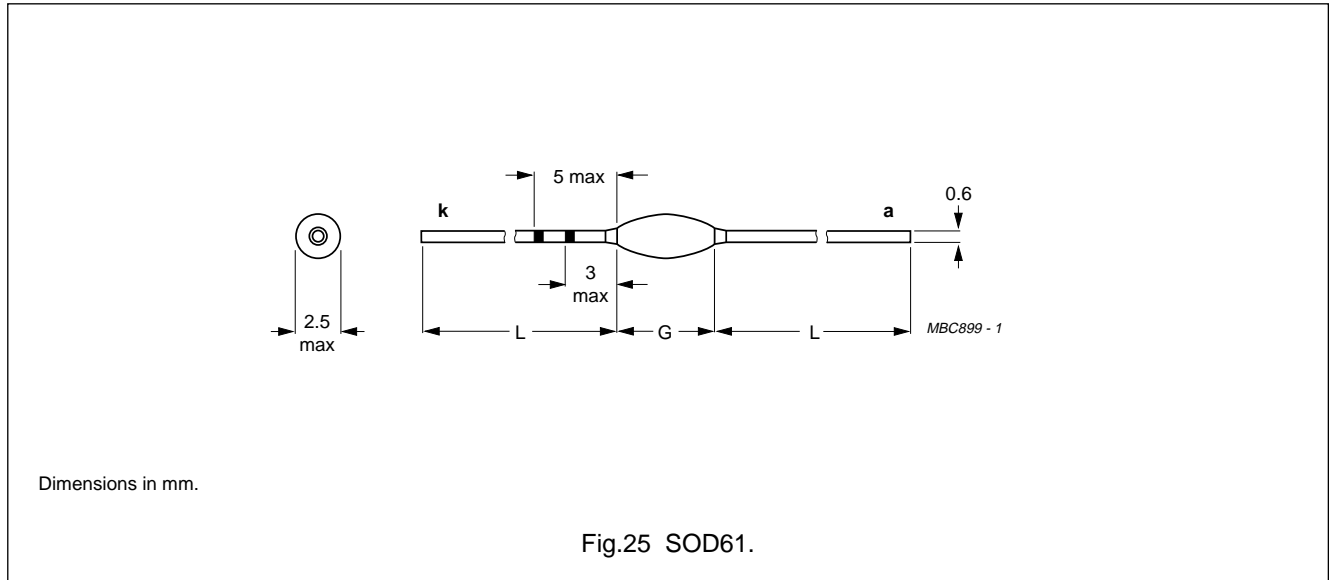 5 max
k
a
0.6
3
max
2.5
max
L
G
L
MBC899 - 1
Dimensions in mm.
Fig.25 SOD61.